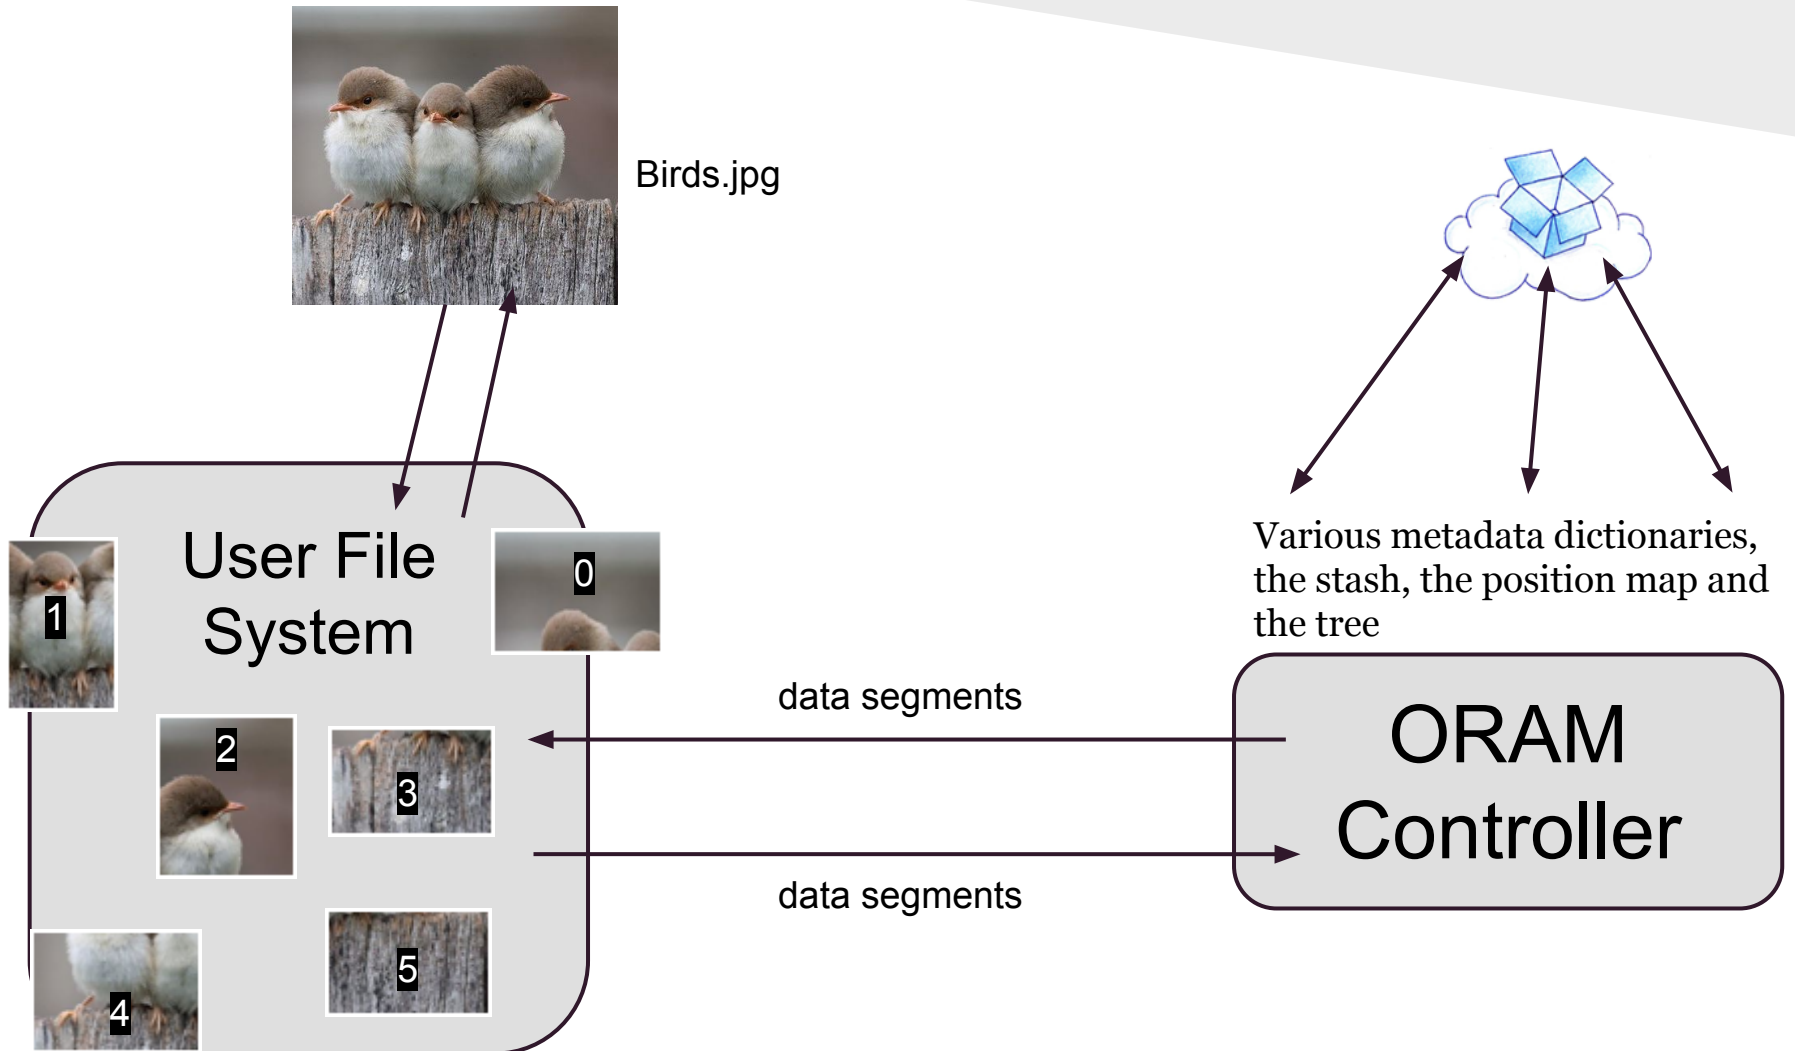 Birds.jpg
User File
System
0
1
2
3
4
5
data segments
data segments
Various metadata dictionaries,
the stash, the position map and
the tree
ORAM
Controller